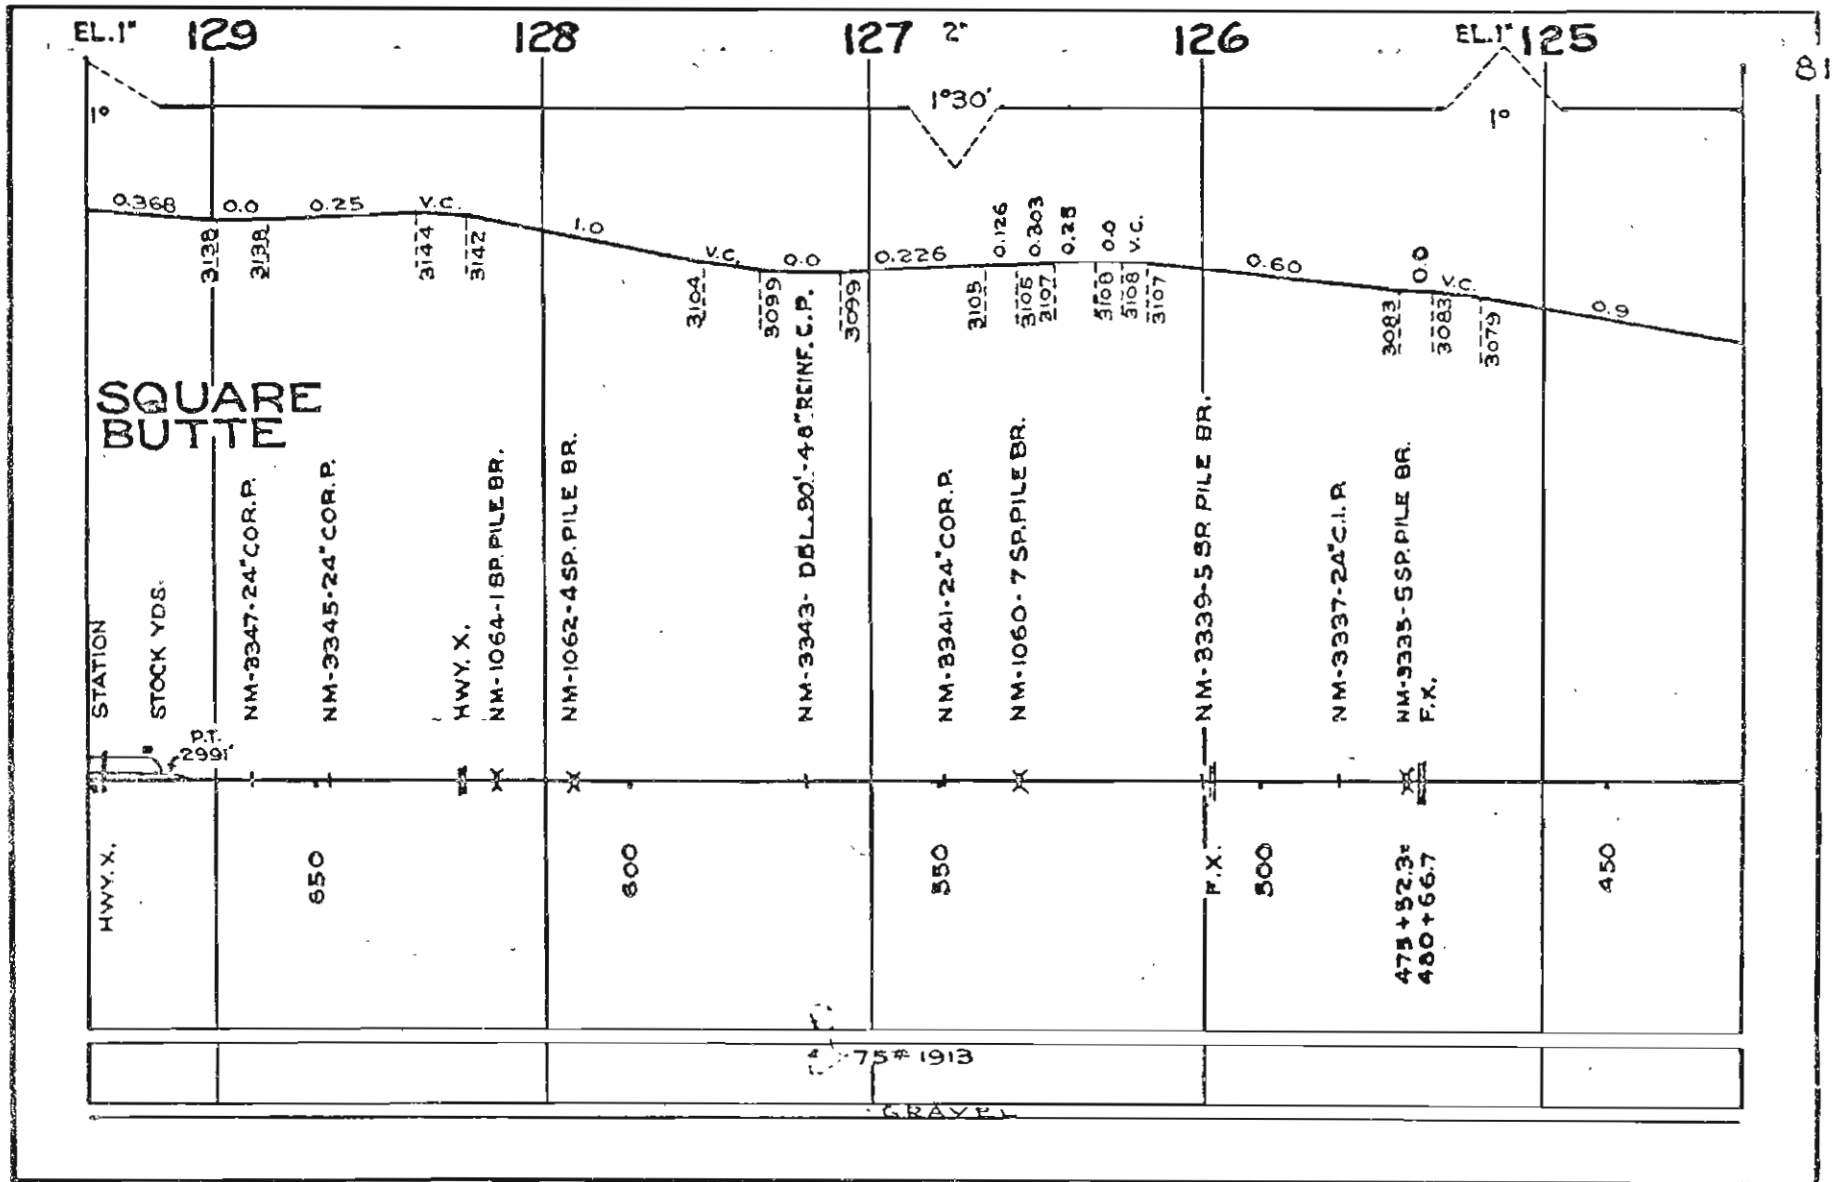 EL. 1" 129 128 127 2" 126 EL. 1" 125
81
1° 1°30' 1°
0.368 0.0 0.25 V.C. 1.0 V.C. 0.0 0.226 0.126 0.303 0.25 0.0 V.C. 0.60 0.0 V.C. 0.9
3138 3138 3144 3142 3104 3099 3099 3105 3106 3107 3108 3108 3107 3083 3083 3079
SQUARE
BUTTE
STATION
STOCK YDS.
NM-3347-24" COR.P.
NM-3345-24" COR.P.
HWY. X.
NM-1064-1 SP. PILE BR.
NM-1062-4 SP. PILE BR.
NM-3343- DBL. 90'-48" REINF. C.P.
NM-3341-24" COR.P.
NM-1060-7 SP. PILE BR.
NM-3339-5 SP. PILE BR.
NM-3337-24" C.I.P.
NM-3335-5 SP. PILE BR.
F.X.
P.T.
2991'
HWY. X.
650
600
550
F.X.
500
475+52.3=
480+66.7
450
75# 1913
GRAVEL